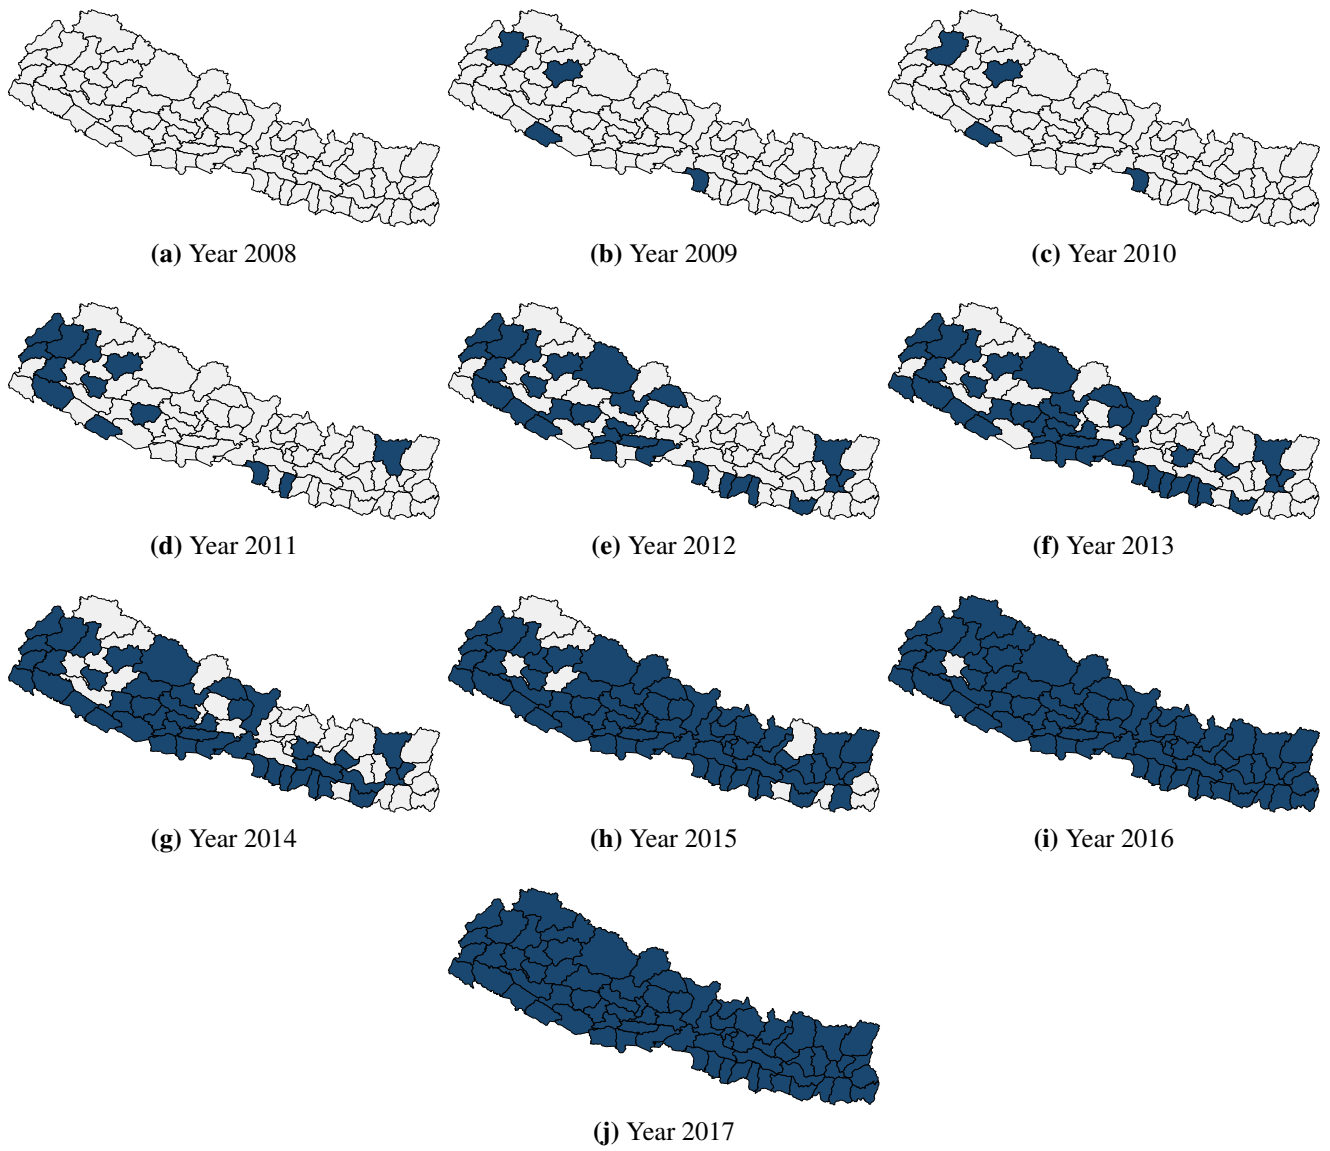 (a) Year 2008
(b) Year 2009
(c) Year 2010
(d) Year 2011
(e) Year 2012
(f) Year 2013
(g) Year 2014
(h) Year 2015
(i) Year 2016
(j) Year 2017